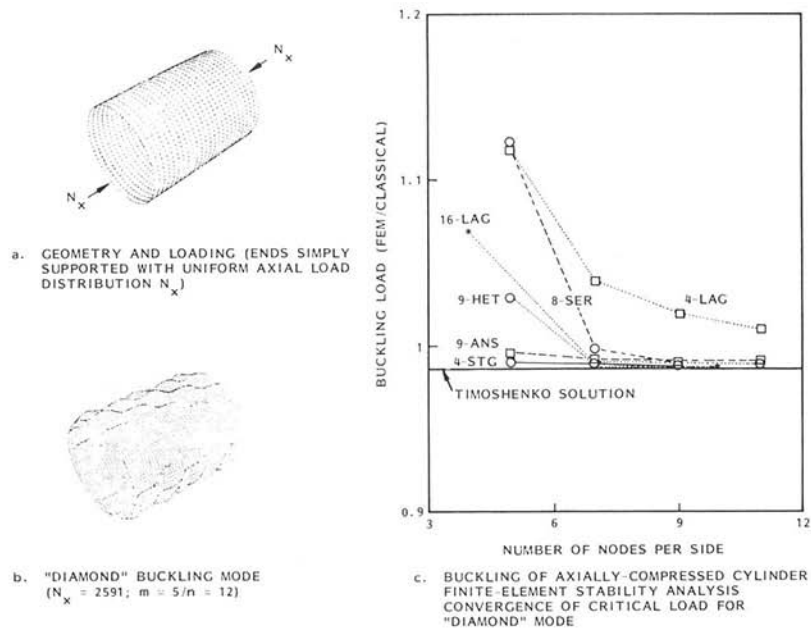 N_x
N_x
a. GEOMETRY AND LOADING (ENDS SIMPLY
SUPPORTED WITH UNIFORM AXIAL LOAD
DISTRIBUTION N_x)
b. "DIAMOND" BUCKLING MODE
(N_x = 2591; m = 5/n = 12)
BUCKLING LOAD (FEM/CLASSICAL)
1.2
1.1
1
0.9
16-LAG
9-HET
8-SER
4-LAG
9-ANS
4-STG
TIMOSHENKO SOLUTION
3
6
9
12
NUMBER OF NODES PER SIDE
c. BUCKLING OF AXIALLY-COMPRESSED CYLINDER
FINITE-ELEMENT STABILITY ANALYSIS
CONVERGENCE OF CRITICAL LOAD FOR
"DIAMOND" MODE